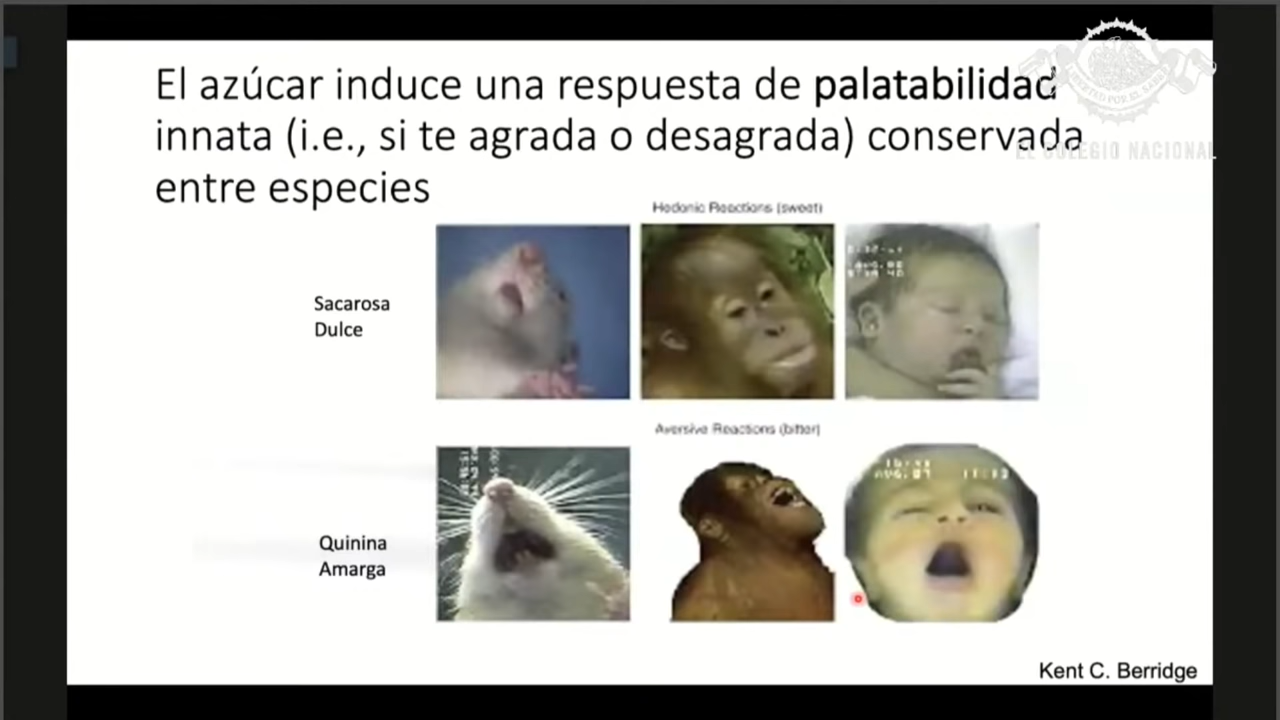 El azúcar induce una respuesta de palatabilidad
innata (i.e., si te agrada o desagrada) conservada
entre especies
EL COLEGIO NACIONAL
Hedonic Reactions (sweet)
Sacarosa
Dulce
Aversive Reactions (bitter)
Quinina
Amarga
Kent C. Berridge